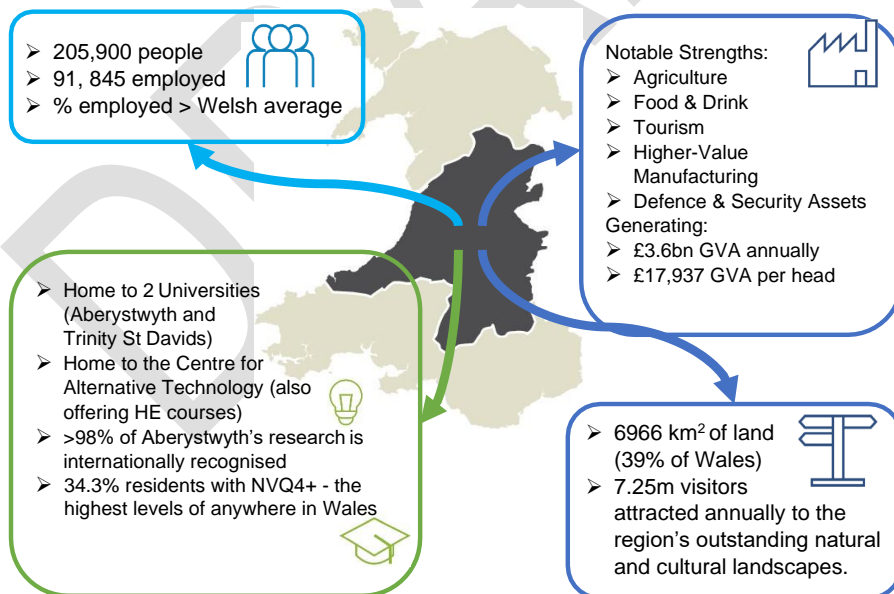 ➢ 205,900 people
➢ 91, 845 employed
➢ % employed > Welsh average
Notable Strengths:
➢ Agriculture
➢ Food & Drink
➢ Tourism
➢ Higher-Value
Manufacturing
➢ Defence & Security Assets
Generating:
➢ £3.6bn GVA annually
➢ £17,937 GVA per head
➢ Home to 2 Universities
(Aberystwyth and
Trinity St Davids)
➢ Home to the Centre for
Alternative Technology (also
offering HE courses)
➢ >98% of Aberystwyth's research is
internationally recognised
➢ 34.3% residents with NVQ4+ - the
highest levels of anywhere in Wales
➢ 6966 km² of land
(39% of Wales)
➢ 7.25m visitors
attracted annually to the
region's outstanding natural
and cultural landscapes.